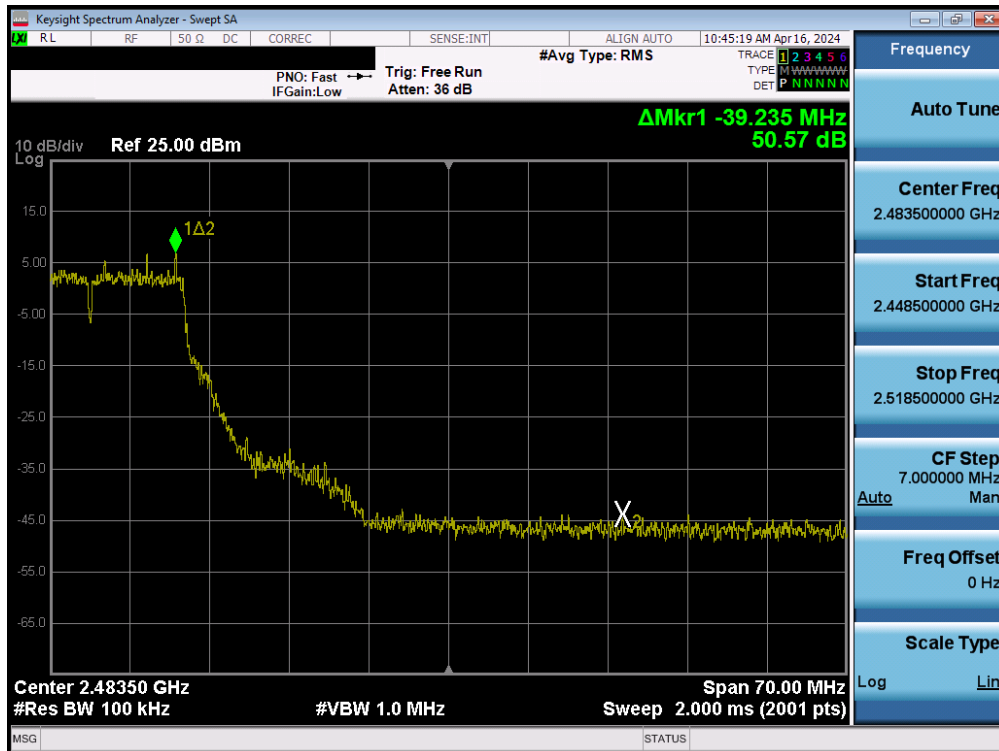 Keysight Spectrum Analyzer - Swept SA
LXI RL RF 50 Ω DC CORREC SENSE:INT ALIGN AUTO 10:45:19 AM Apr 16, 2024
PNO: Fast
IFGain:Low
Trig: Free Run
Atten: 36 dB
#Avg Type: RMS
TRACE 1 2 3 4 5 6
TYPE M WWWWW
DET P N N N N N
ΔMkr1 -39.235 MHz
50.57 dB
10 dB/div Ref 25.00 dBm
Log
15.0
5.00
-5.00
-15.0
-25.0
-35.0
-45.0
-55.0
-65.0
1Δ2
X2
Center 2.48350 GHz Span 70.00 MHz
#Res BW 100 kHz #VBW 1.0 MHz Sweep 2.000 ms (2001 pts)
MSG STATUS
Frequency
Auto Tune
Center Freq
2.483500000 GHz
Start Freq
2.448500000 GHz
Stop Freq
2.518500000 GHz
CF Step
7.000000 MHz
Auto Man
Freq Offset
0 Hz
Scale Type
Log Lin